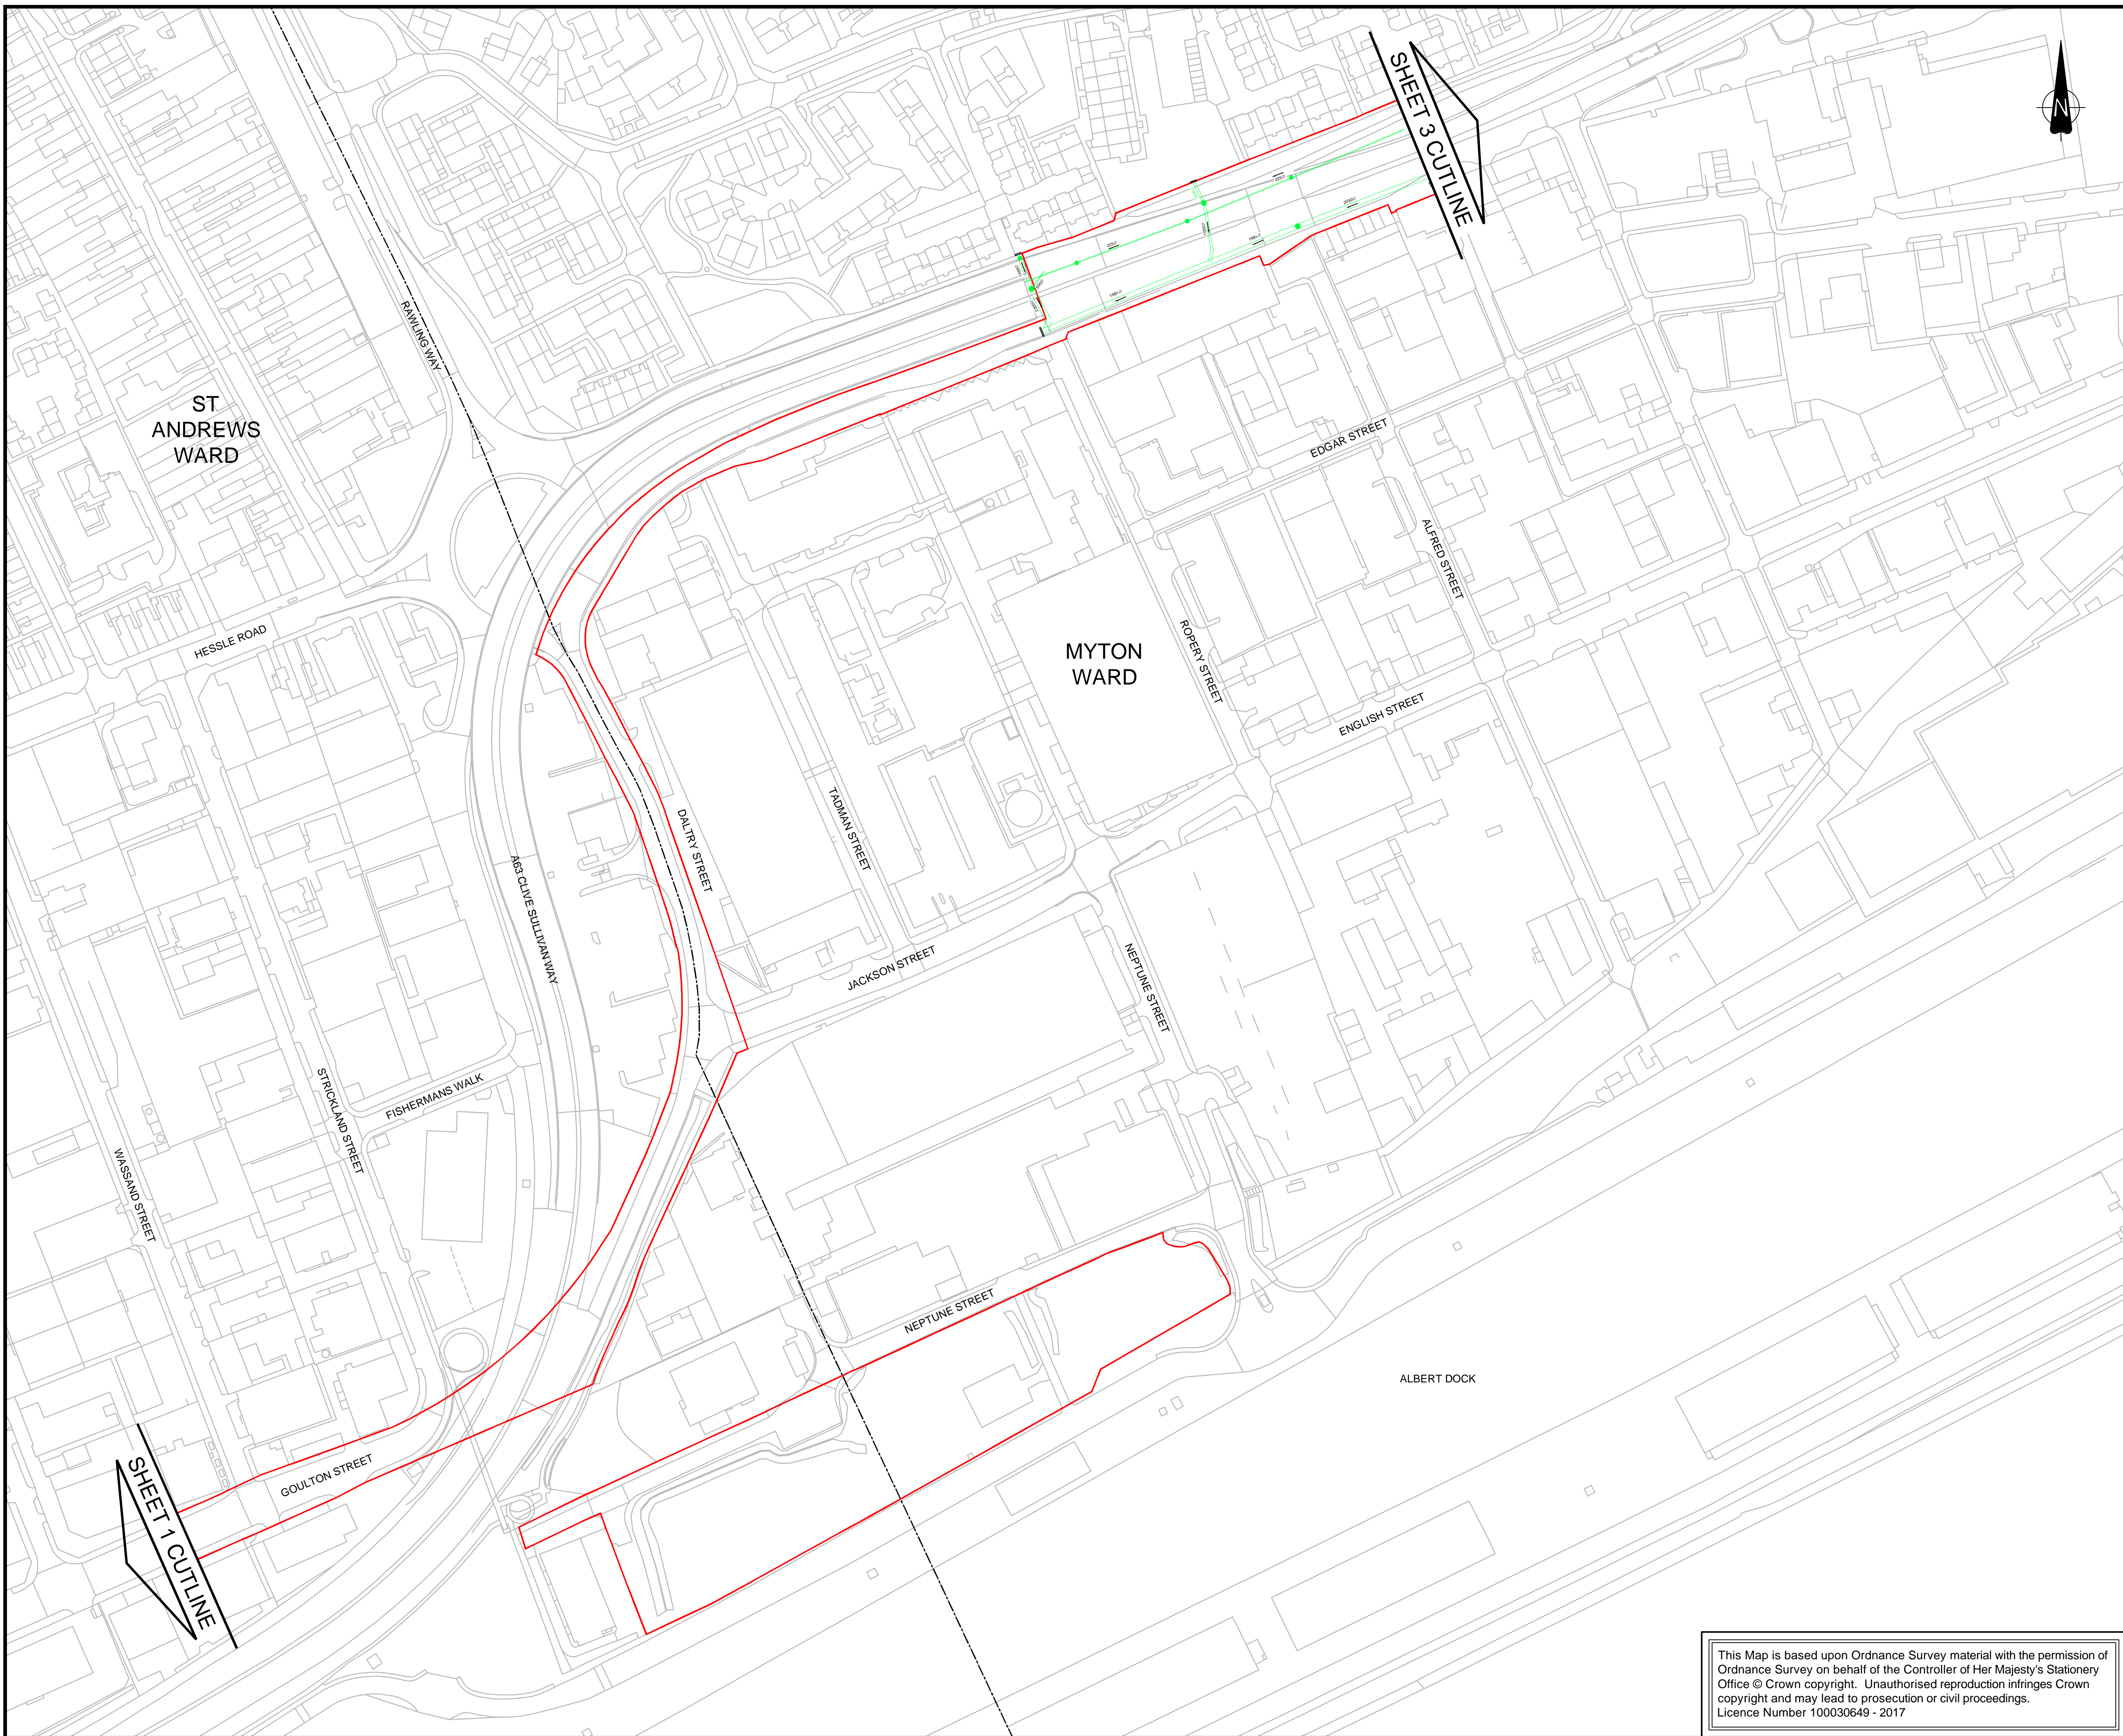 SHEET 3 CUTLINE
N
RAWLING WAY
ST
ANDREWS
WARD
EDGAR STREET
ALFRED STREET
HESSLE ROAD
MYTON
WARD
ROPERY STREET
ENGLISH STREET
DALTRY STREET
TADMAN STREET
A63 CLIVE SULLIVAN WAY
JACKSON STREET
NEPTUNE STREET
STRICKLAND STREET
FISHERMANS WALK
WASSAND STREET
NEPTUNE STREET
ALBERT DOCK
GOULTON STREET
SHEET 1 CUTLINE
This Map is based upon Ordnance Survey material with the permission of
Ordnance Survey on behalf of the Controller of Her Majesty's Stationery
Office © Crown copyright. Unauthorised reproduction infringes Crown
copyright and may lead to prosecution or civil proceedings.
Licence Number 100030649 - 2017